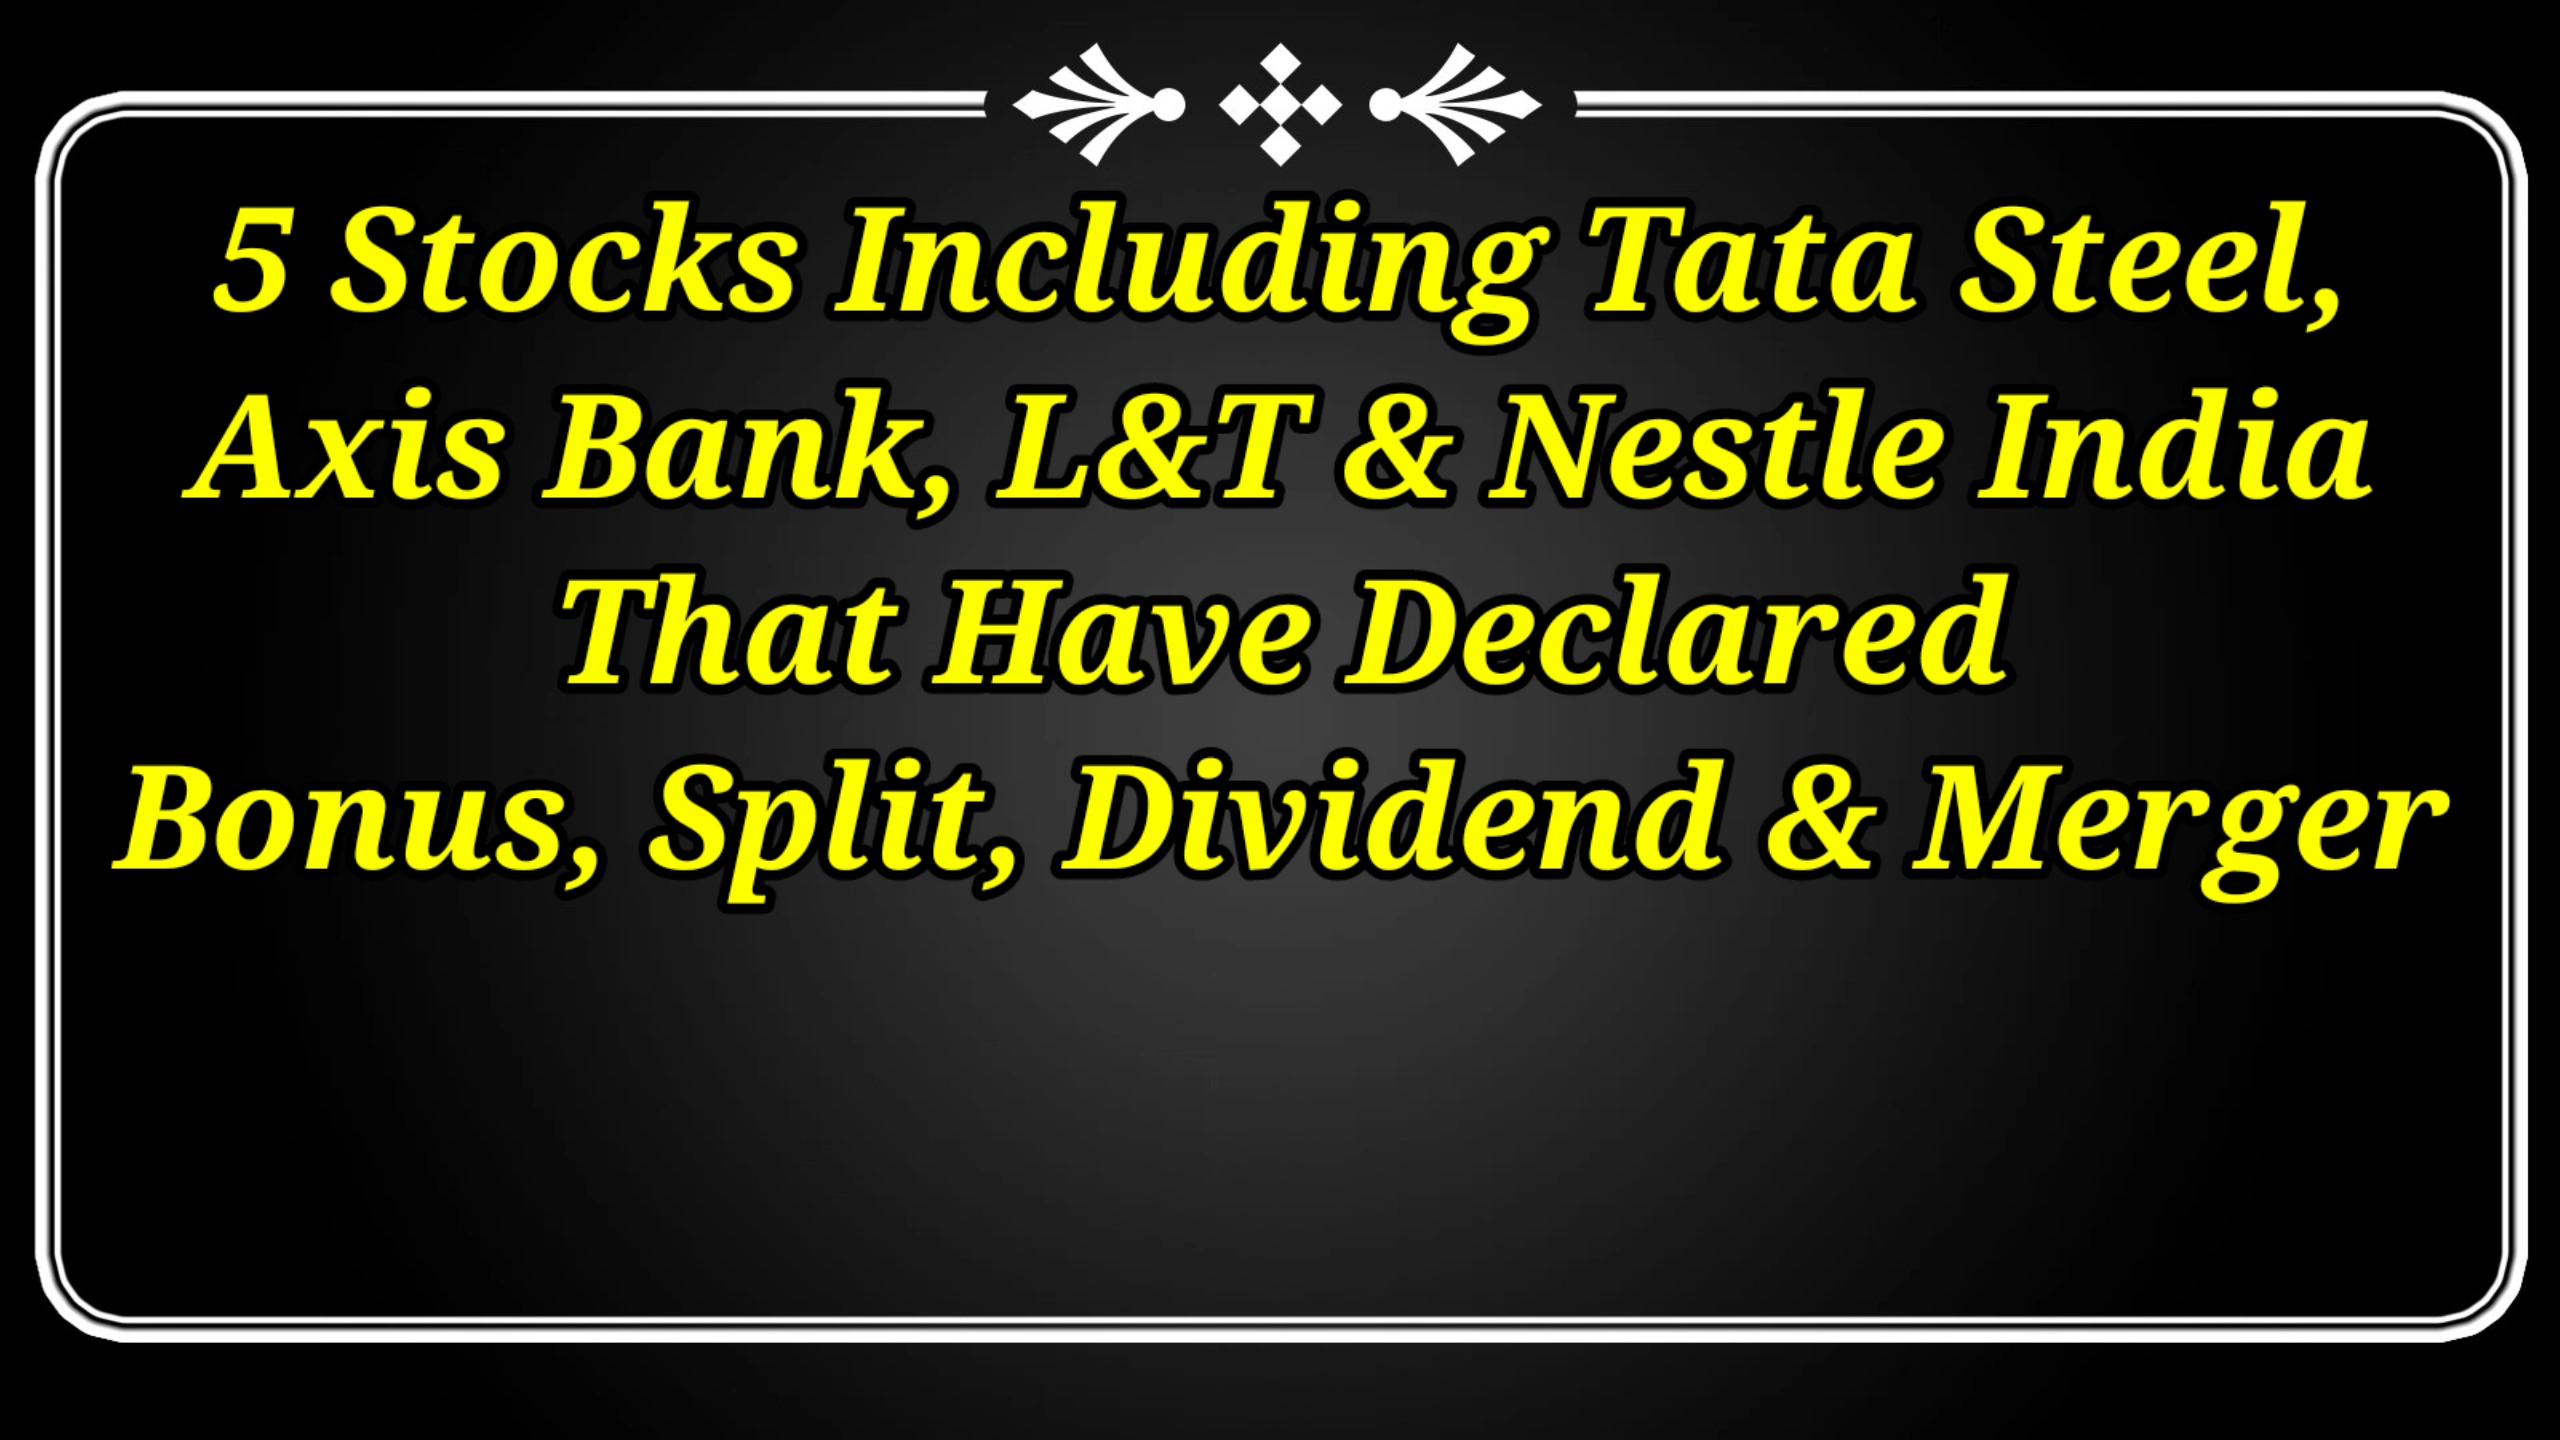 5 Stocks Including Tata Steel,
Axis Bank, L&T & Nestle India
That Have Declared
Bonus, Split, Dividend & Merger